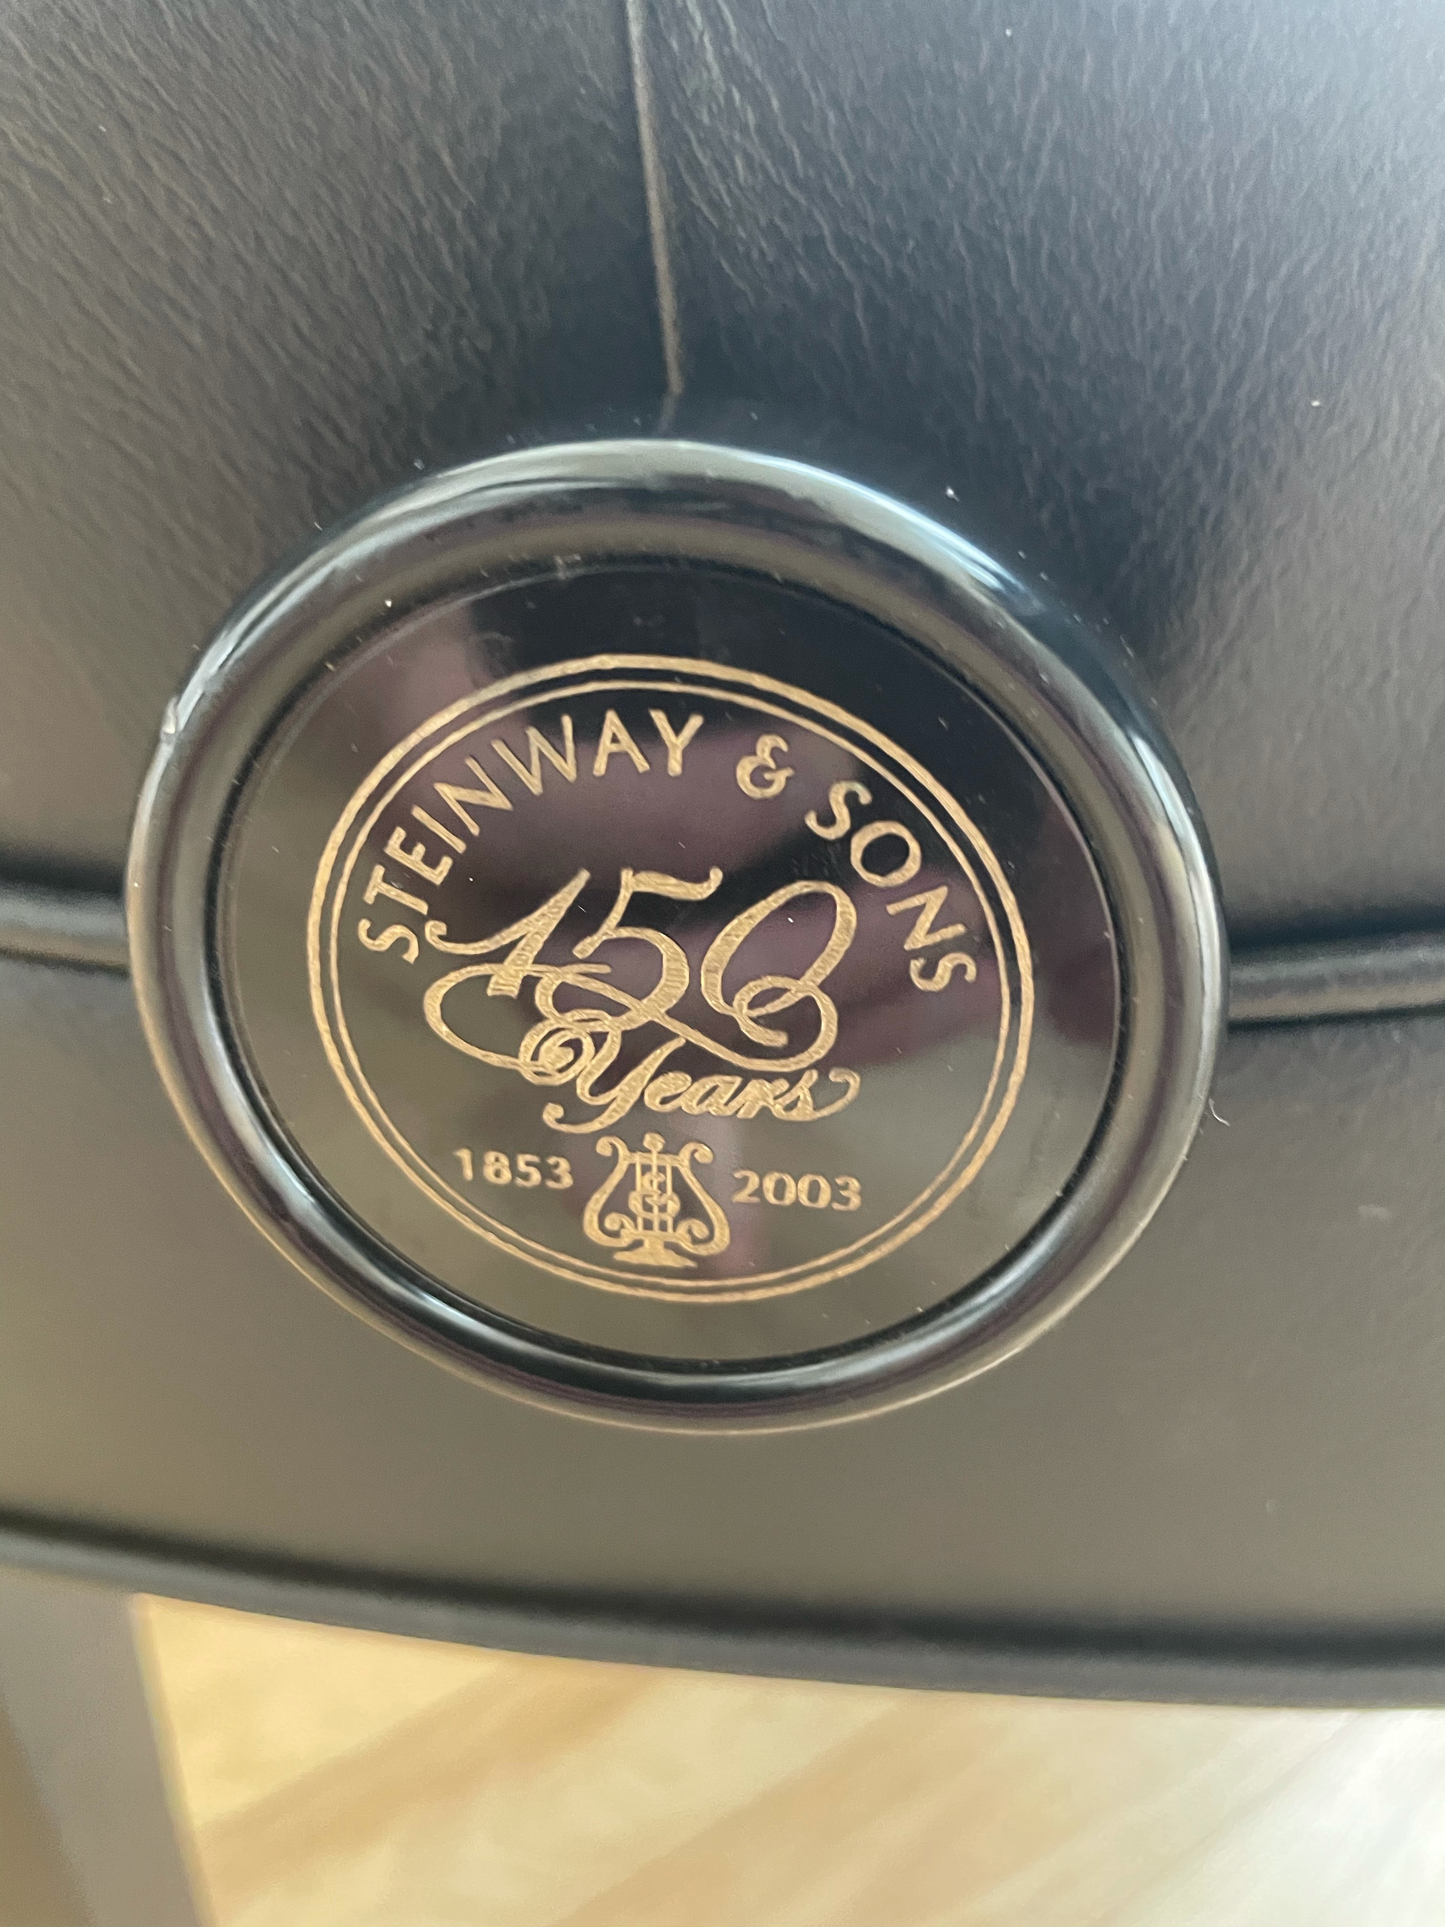 STEINWAY & SONS
150
Years
1853 2003